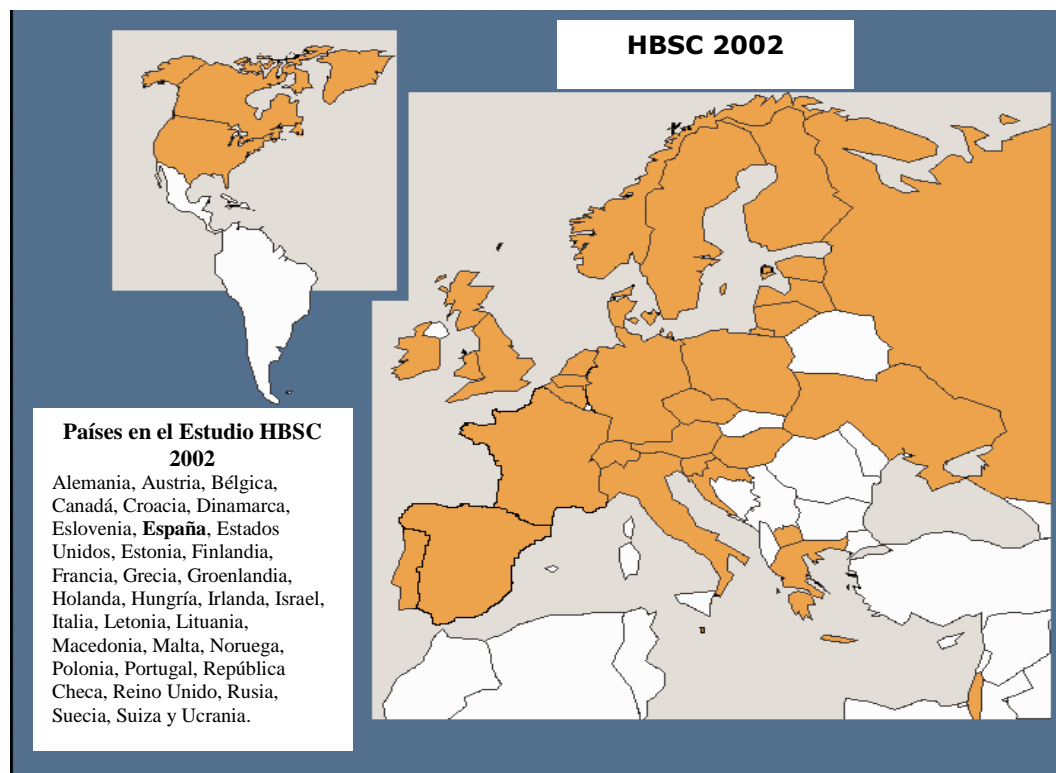 HBSC 2002
Países en el Estudio HBSC
2002
Alemania, Austria, Bélgica,
Canadá, Croacia, Dinamarca,
Eslovenia, España, Estados
Unidos, Estonia, Finlandia,
Francia, Grecia, Groenlandia,
Holanda, Hungría, Irlanda, Israel,
Italia, Letonia, Lituania,
Macedonia, Malta, Noruega,
Polonia, Portugal, República
Checa, Reino Unido, Rusia,
Suecia, Suiza y Ucrania.